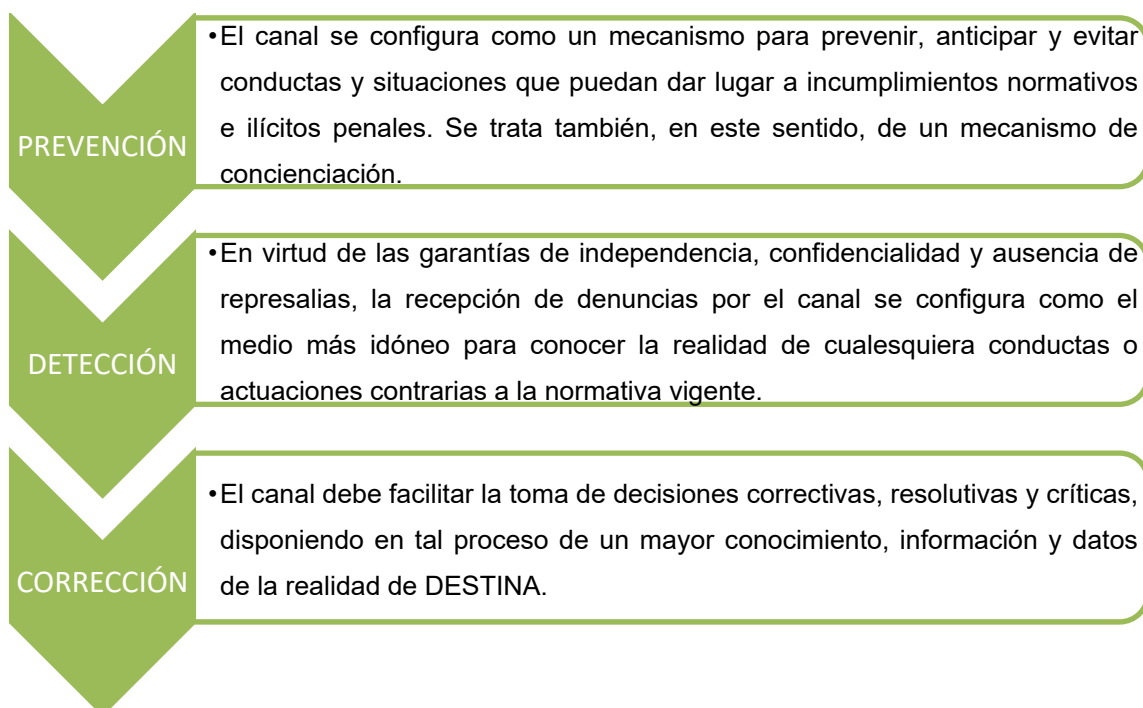 PREVENCIÓN
•El canal se configura como un mecanismo para prevenir, anticipar y evitar
conductas y situaciones que puedan dar lugar a incumplimientos normativos
e ilícitos penales. Se trata también, en este sentido, de un mecanismo de
concienciación.
DETECCIÓN
•En virtud de las garantías de independencia, confidencialidad y ausencia de
represalias, la recepción de denuncias por el canal se configura como el
medio más idóneo para conocer la realidad de cualesquiera conductas o
actuaciones contrarias a la normativa vigente.
CORRECCIÓN
•El canal debe facilitar la toma de decisiones correctivas, resolutivas y críticas,
disponiendo en tal proceso de un mayor conocimiento, información y datos
de la realidad de DESTINA.